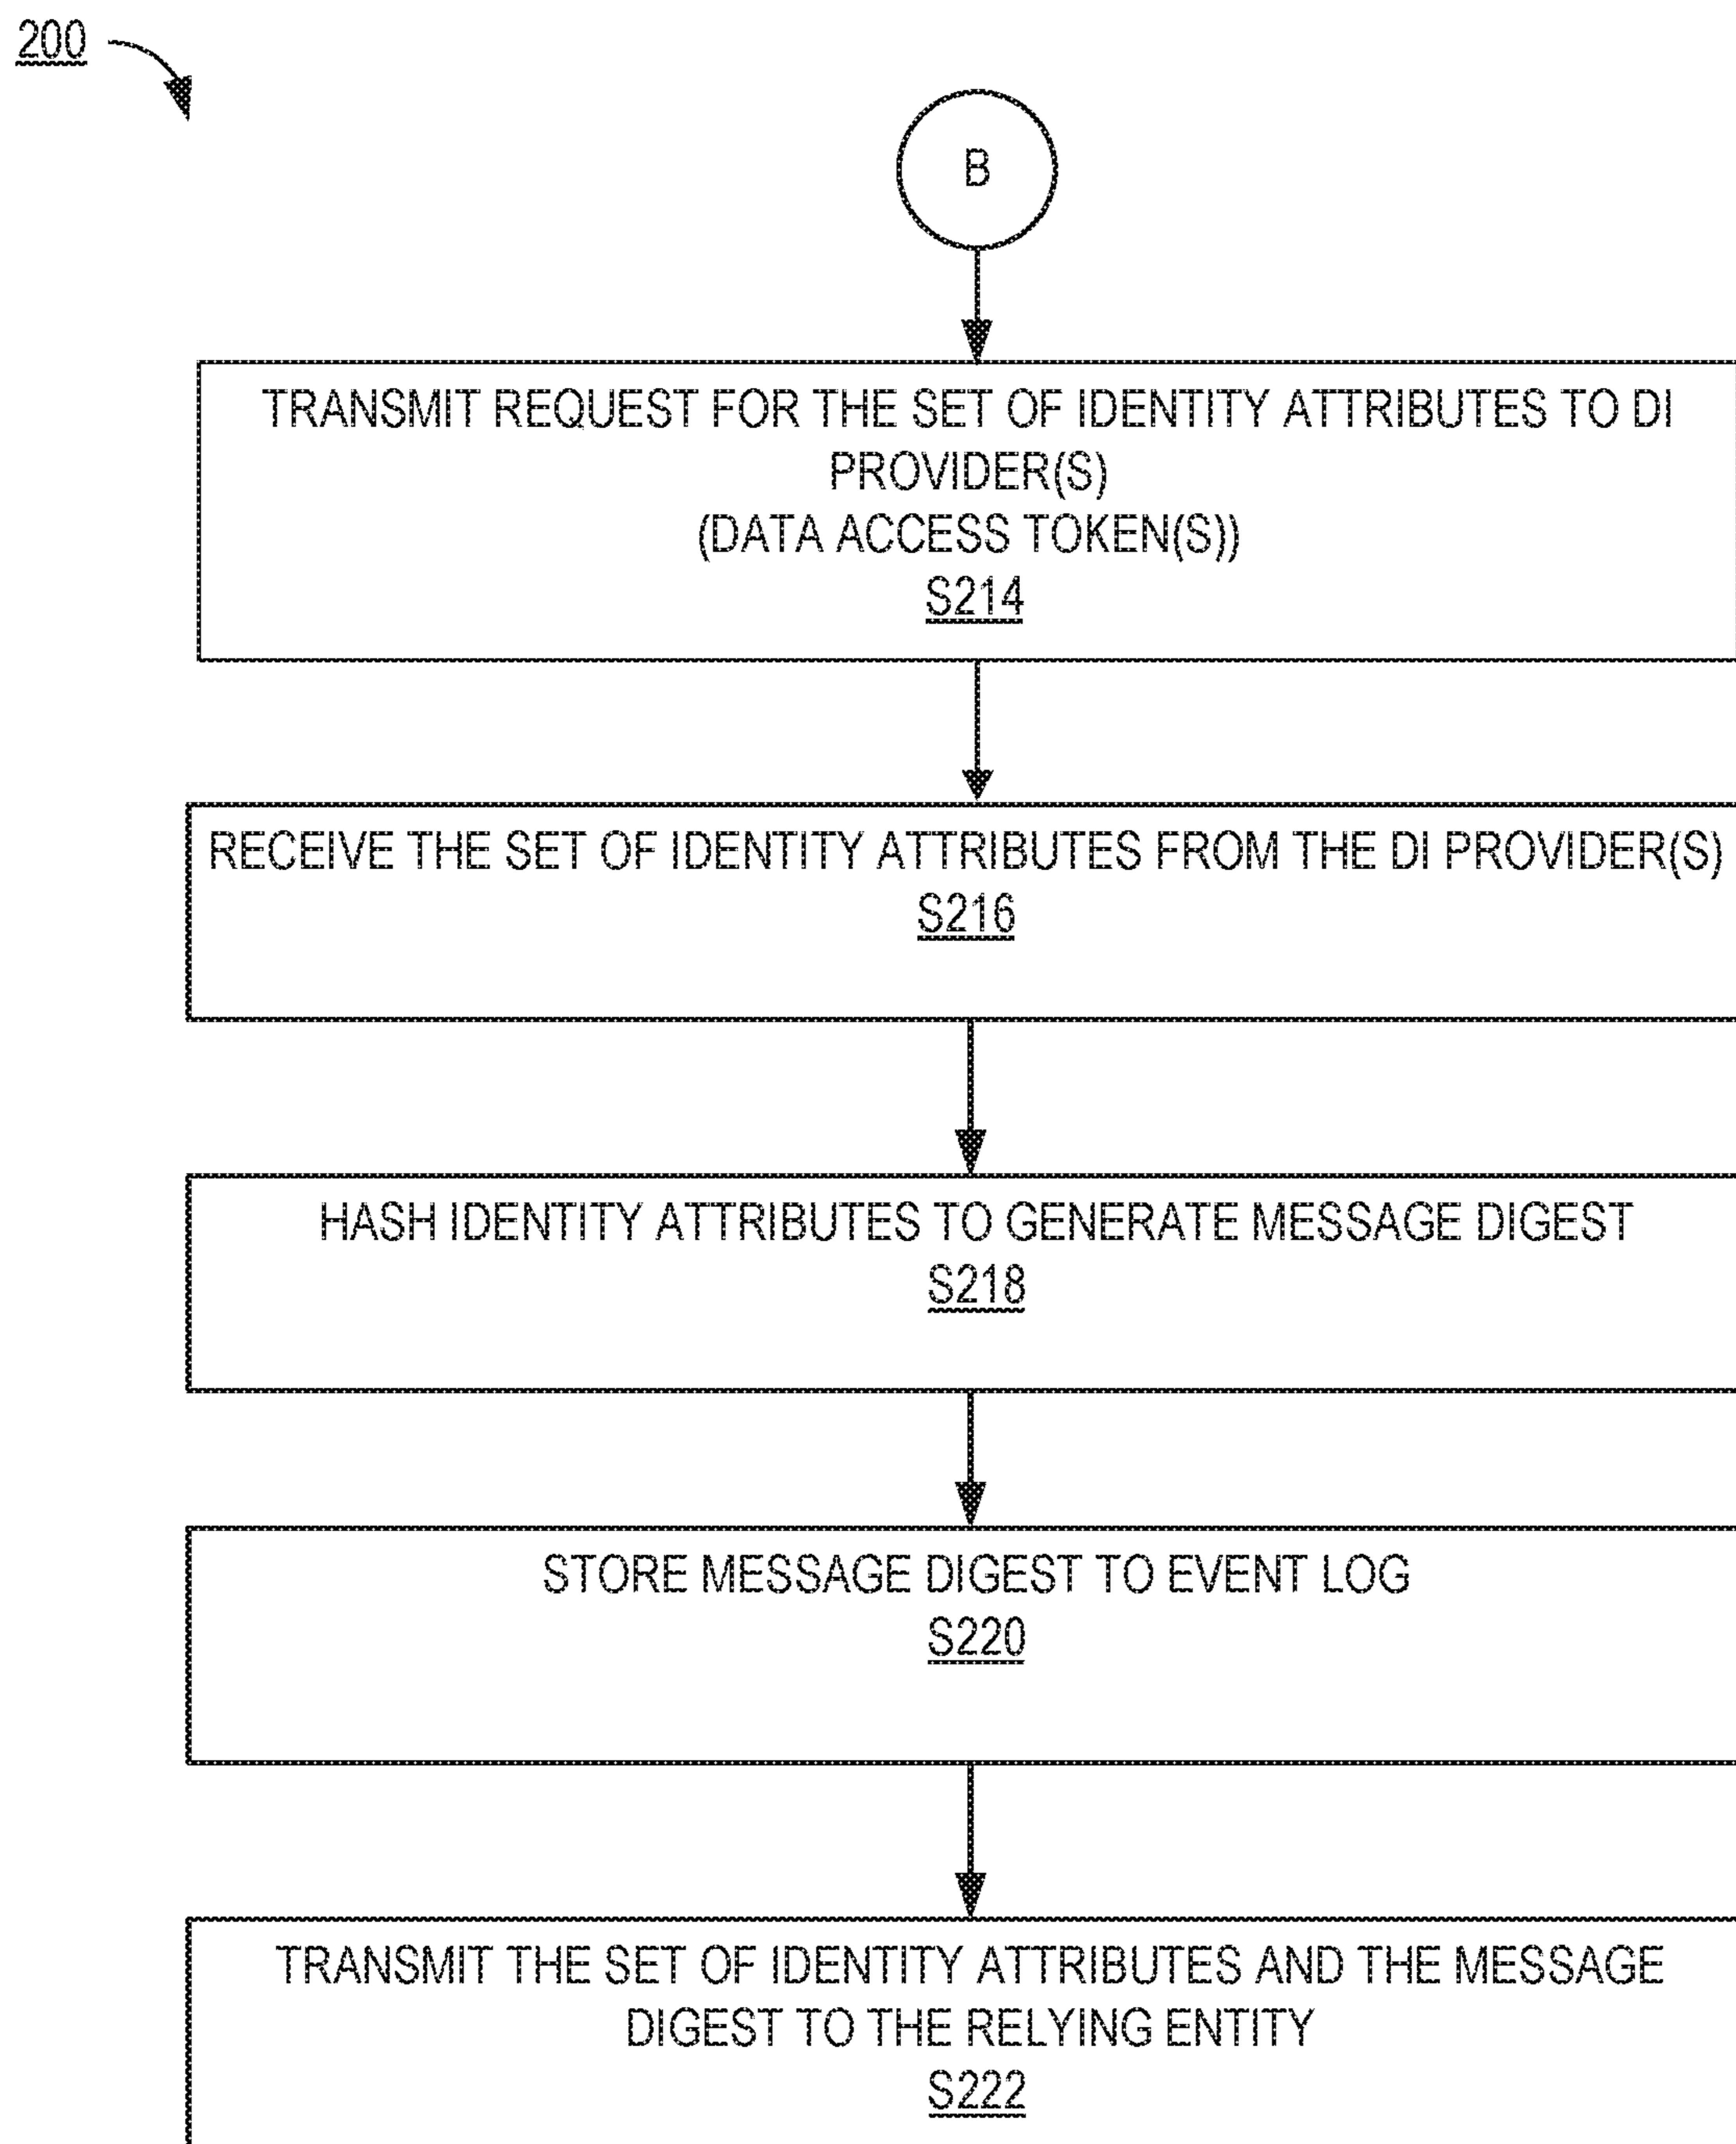 200
B
TRANSMIT REQUEST FOR THE SET OF IDENTITY ATTRIBUTES TO DI
PROVIDER(S)
(DATA ACCESS TOKEN(S))
S214
RECEIVE THE SET OF IDENTITY ATTRIBUTES FROM THE DI PROVIDER(S)
S216
HASH IDENTITY ATTRIBUTES TO GENERATE MESSAGE DIGEST
S218
STORE MESSAGE DIGEST TO EVENT LOG
S220
TRANSMIT THE SET OF IDENTITY ATTRIBUTES AND THE MESSAGE
DIGEST TO THE RELYING ENTITY
S222